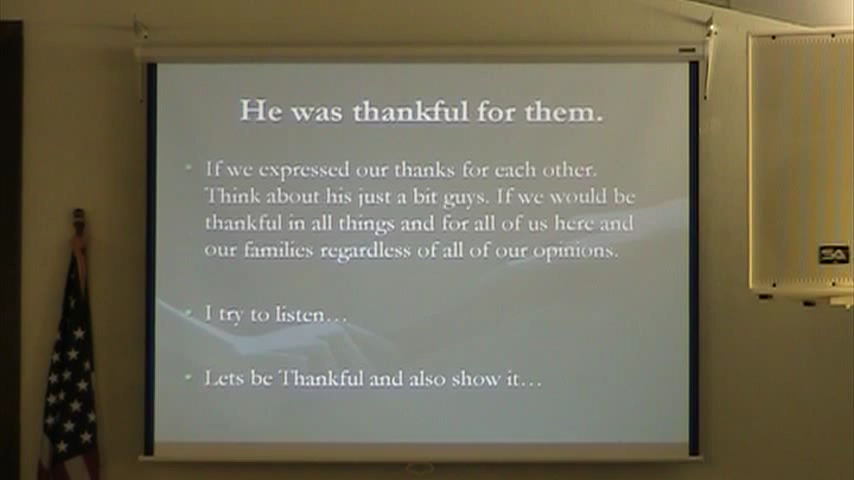 He was thankful for them.
If we expressed our thanks for each other.
Think about his just a bit guys. If we would be
thankful in all things and for all of us here and
our families regardless of all of our opinions.
I try to listen…
Lets be Thankful and also show it…
SA